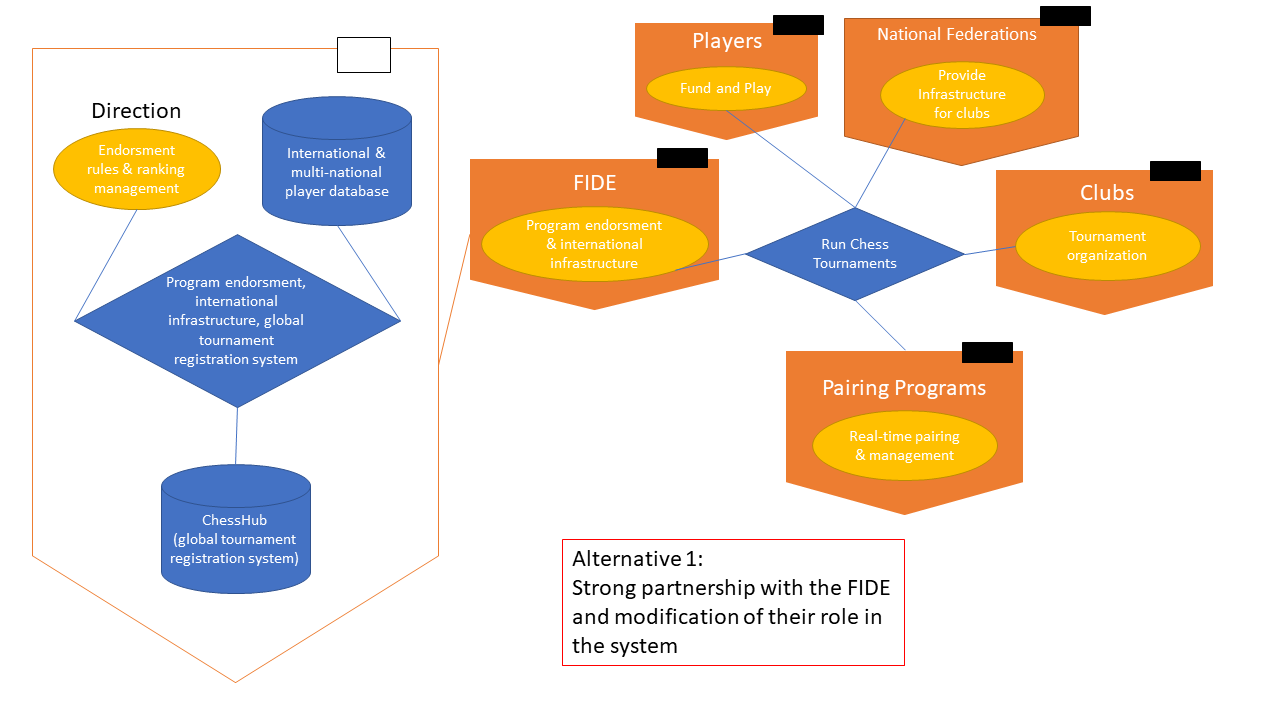 Direction
Endorsment
rules & ranking
management
International &
multi-national
player database
Program endorsment,
international
infrastructure, global
tournament
registration system
ChessHub
(global tournament
registration system)
Players
Fund and Play
National Federations
Provide
Infrastructure
for clubs
FIDE
Program endorsment
& international
infrastructure
Run Chess
Tournaments
Clubs
Tournament
organization
Pairing Programs
Real-time pairing
& management
Alternative 1:
Strong partnership with the FIDE
and modification of their role in
the system